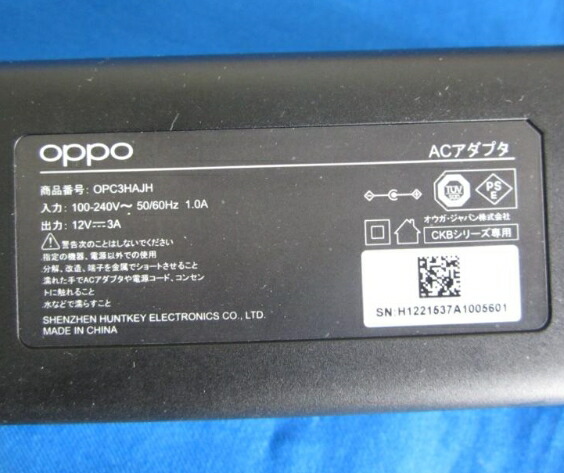 oppo
ACアダプタ
商品番号: OPC3HAJH
入力: 100-240V~ 50/60Hz 1.0A
出力: 12V⎓3A
警告次のことはしないでください
指定の機器、電源以外での使用
分解、改造、端子を金属でショートさせること
濡れた手でACアダプタや電源コード、コンセン
トに触れること
水などで濡らすこと
SHENZHEN HUNTKEY ELECTRONICS CO., LTD.
MADE IN CHINA
TUV
PS
E
オウガ・ジャパン株式会社
CKBシリーズ専用
SN:H1221537A1005601